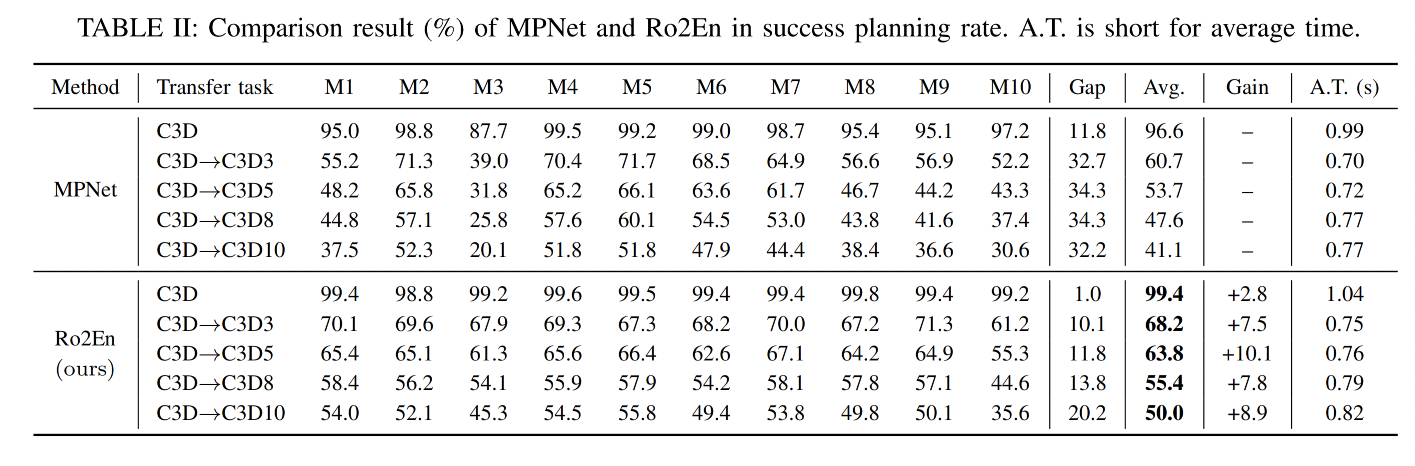 TABLE II: Comparison result (%) of MPNet and Ro2En in success planning rate. A.T. is short for average time.
Method Transfer task M1 M2 M3 M4 M5 M6 M7 M8 M9 M10 Gap Avg. Gain A.T. (s)
MPNet
C3D 95.0 98.8 87.7 99.5 99.2 99.0 98.7 95.4 95.1 97.2 11.8 96.6 – 0.99
C3D→C3D3 55.2 71.3 39.0 70.4 71.7 68.5 64.9 56.6 56.9 52.2 32.7 60.7 – 0.70
C3D→C3D5 48.2 65.8 31.8 65.2 66.1 63.6 61.7 46.7 44.2 43.3 34.3 53.7 – 0.72
C3D→C3D8 44.8 57.1 25.8 57.6 60.1 54.5 53.0 43.8 41.6 37.4 34.3 47.6 – 0.77
C3D→C3D10 37.5 52.3 20.1 51.8 51.8 47.9 44.4 38.4 36.6 30.6 32.2 41.1 – 0.77
Ro2En
(ours)
C3D 99.4 98.8 99.2 99.6 99.5 99.4 99.4 99.8 99.4 99.2 1.0 99.4 +2.8 1.04
C3D→C3D3 70.1 69.6 67.9 69.3 67.3 68.2 70.0 67.2 71.3 61.2 10.1 68.2 +7.5 0.75
C3D→C3D5 65.4 65.1 61.3 65.6 66.4 62.6 67.1 64.2 64.9 55.3 11.8 63.8 +10.1 0.76
C3D→C3D8 58.4 56.2 54.1 55.9 57.9 54.2 58.1 57.8 57.1 44.6 13.8 55.4 +7.8 0.79
C3D→C3D10 54.0 52.1 45.3 54.5 55.8 49.4 53.8 49.8 50.1 35.6 20.2 50.0 +8.9 0.82